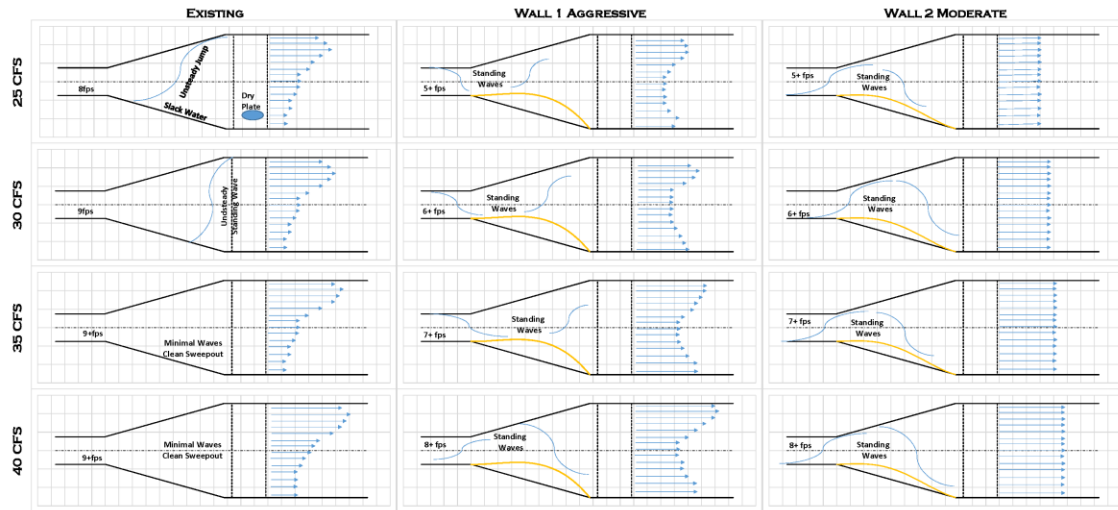 EXISTING
WALL 1 AGGRESSIVE
WALL 2 MODERATE
25 CFS
Unsteady Jump
8fps
Slack Water
Dry
Plate
Standing
Waves
5+ fps
5+ fps
Standing
Waves
30 CFS
9fps
Undsteady
Standing Wave
Standing
Waves
6+ fps
Standing
Waves
6+ fps
35 CFS
9+fps
Minimal Waves
Clean Sweepout
Standing
Waves
7+ fps
7+ fps
Standing
Waves
40 CFS
9+fps
Minimal Waves
Clean Sweepout
8+ fps
Standing
Waves
8+ fps
Standing
Waves